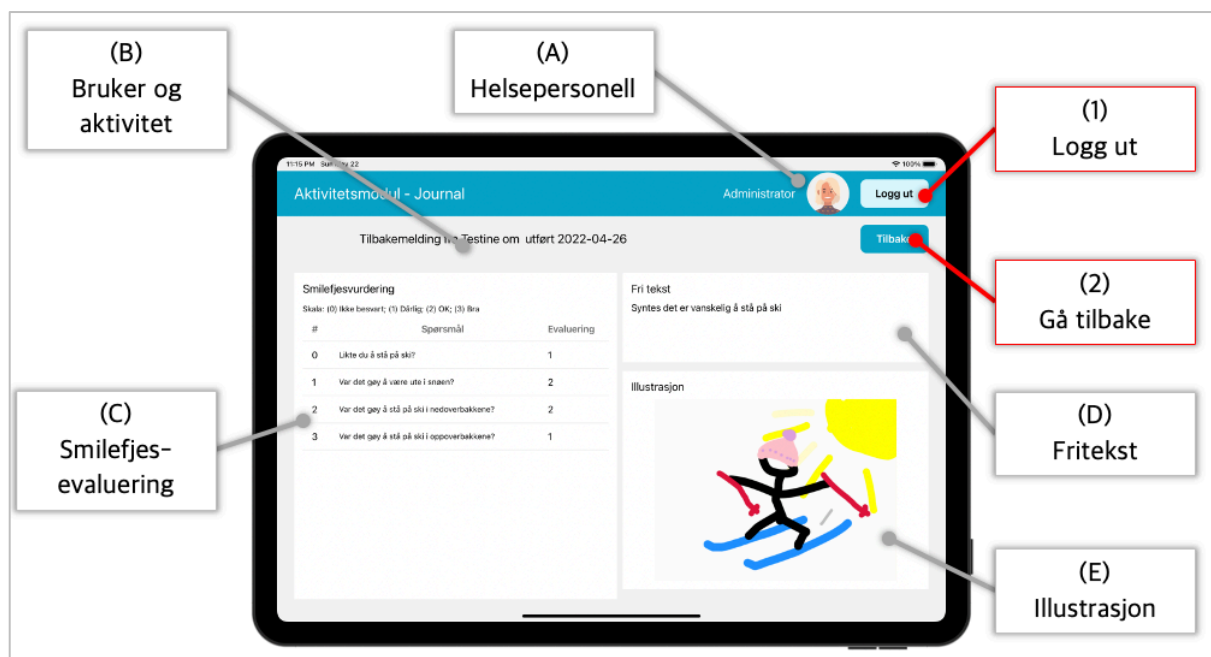 (B)
Bruker og
aktivitet
(A)
Helsepersonell
(1)
Logg ut
11:15 PM 22
100%
Aktivitetsmodul - Journal
Administrator
Logg ut
Tilbakemelding fra Testine om utført 2022-04-26
Tilbake
(2)
Gå tilbake
Smilefjesvurdering
Skala: (0) Ikke besvart; (1) Dårlig; (2) OK; (3) Bra
# Spørsmål Evaluering
0 Likte du å stå på ski? 1
1 Var det gøy å være ute i snøen? 2
2 Var det gøy å stå på ski i nedoverbakkene? 2
3 Var det gøy å stå på ski i oppoverbakkene? 1
Fri tekst
Syntes det er vanskelig å stå på ski
Illustrasjon
(C)
Smilefjes-
evaluering
(D)
Fritekst
(E)
Illustrasjon